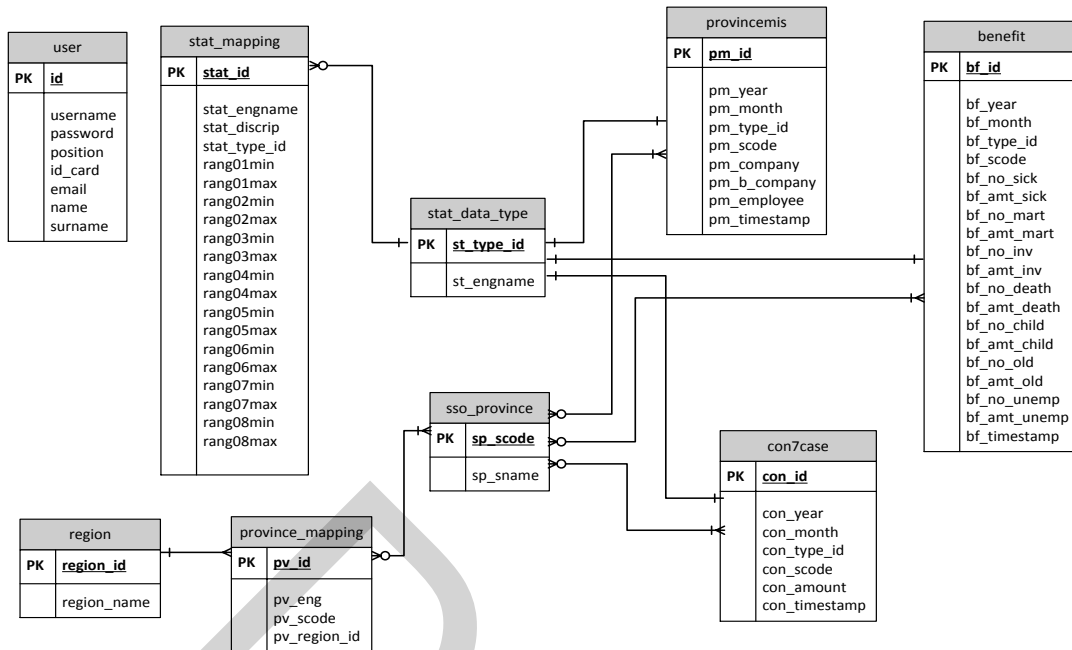 user
PK id
username
password
position
id_card
email
name
surname
stat_mapping
PK stat_id
stat_engname
stat_discrip
stat_type_id
rang01min
rang01max
rang02min
rang02max
rang03min
rang03max
rang04min
rang04max
rang05min
rang05max
rang06min
rang06max
rang07min
rang07max
rang08min
rang08max
provincemis
PK pm_id
pm_year
pm_month
pm_type_id
pm_scode
pm_company
pm_b_company
pm_employee
pm_timestamp
benefit
PK bf_id
bf_year
bf_month
bf_type_id
bf_scode
bf_no_sick
bf_amt_sick
bf_no_mart
bf_amt_mart
bf_no_inv
bf_amt_inv
bf_no_death
bf_amt_death
bf_no_child
bf_amt_child
bf_no_old
bf_amt_old
bf_no_unemp
bf_amt_unemp
bf_timestamp
stat_data_type
PK st_type_id
st_engname
sso_province
PK sp_scode
sp_sname
con7case
PK con_id
con_year
con_month
con_type_id
con_scode
con_amount
con_timestamp
region
PK region_id
region_name
province_mapping
PK pv_id
pv_eng
pv_scode
pv_region_id